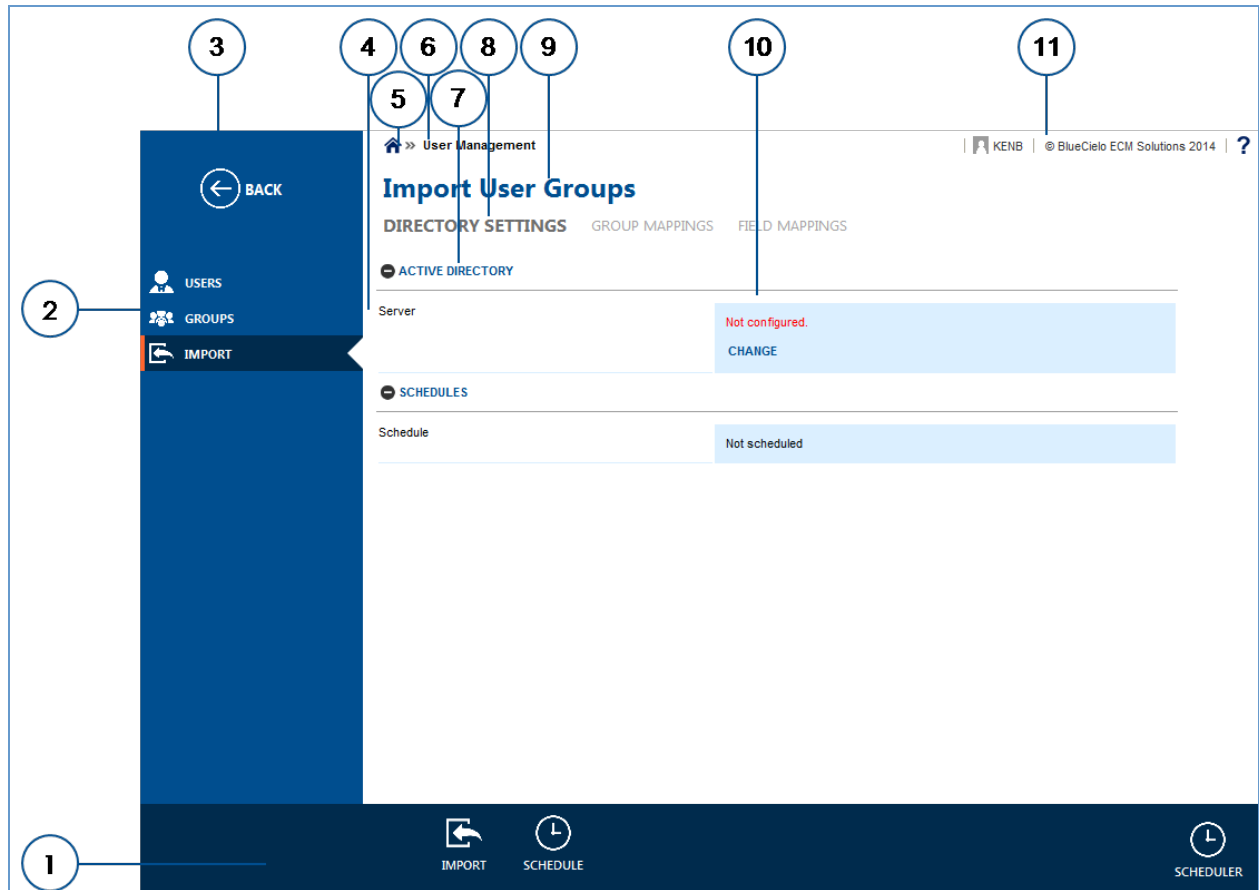 3 4 6 8 9 10 11
5 7
» User Management
KENB © BlueCielo ECM Solutions 2014 ?
BACK
Import User Groups
DIRECTORY SETTINGS GROUP MAPPINGS FIELD MAPPINGS
ACTIVE DIRECTORY
USERS
2
GROUPS
IMPORT
Server
Not configured.
CHANGE
SCHEDULES
Schedule
Not scheduled
1
IMPORT SCHEDULE SCHEDULER